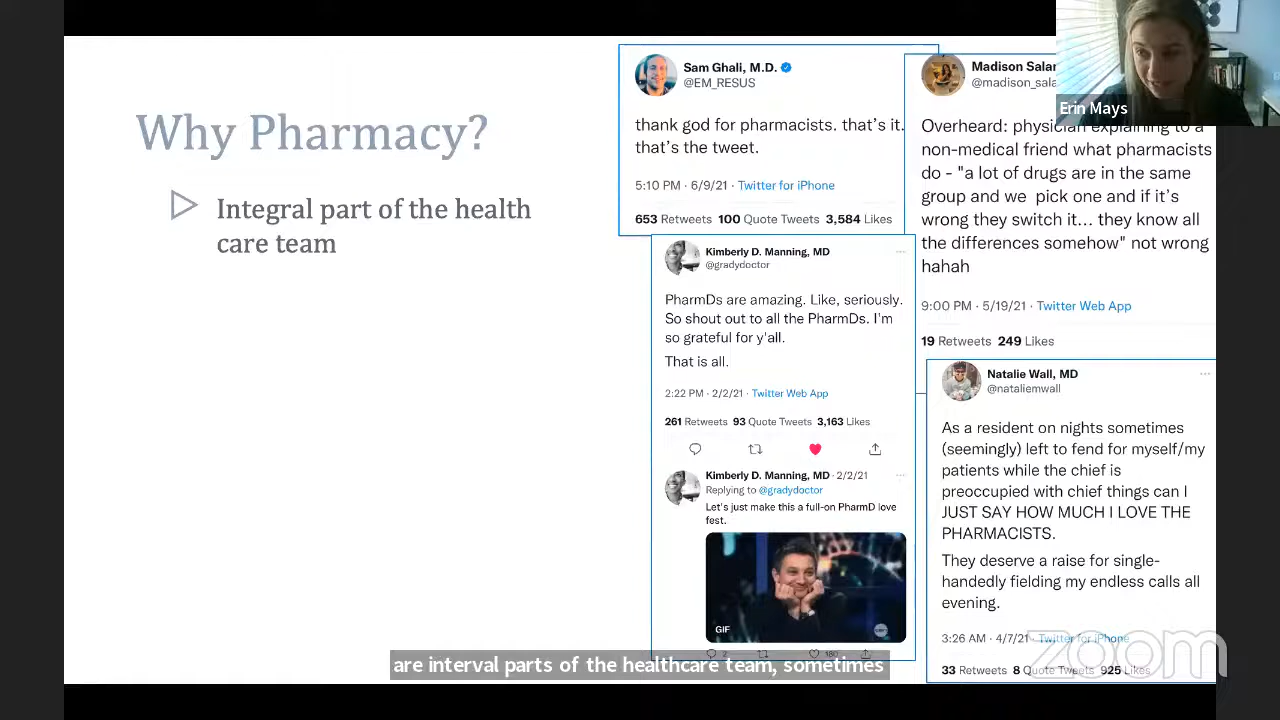 Why Pharmacy?
Integral part of the health
care team
Sam Ghali, M.D.
@EM_RESUS
thank god for pharmacists. that's it.
that's the tweet.
5:10 PM · 6/9/21 · Twitter for iPhone
653 Retweets 100 Quote Tweets 3,584 Likes
Madison Salar
@madison_sala
Erin Mays
Overheard: physician explaining to a
non-medical friend what pharmacists
do - "a lot of drugs are in the same
group and we pick one and if it's
wrong they switch it... they know all
the differences somehow" not wrong
hahah
9:00 PM · 5/19/21 · Twitter Web App
19 Retweets 249 Likes
Kimberly D. Manning, MD
@gradydoctor
PharmDs are amazing. Like, seriously.
So shout out to all the PharmDs. I'm
so grateful for y'all.
That is all.
2:22 PM · 2/2/21 · Twitter Web App
261 Retweets 93 Quote Tweets 3,163 Likes
Kimberly D. Manning, MD · 2/2/21
Replying to @gradydoctor
Let's just make this a full-on PharmD love
fest.
GIF
2 180
Natalie Wall, MD
@nataliemwall
As a resident on nights sometimes
(seemingly) left to fend for myself/my
patients while the chief is
preoccupied with chief things can I
JUST SAY HOW MUCH I LOVE THE
PHARMACISTS.
They deserve a raise for single-
handedly fielding my endless calls all
evening.
3:26 AM · 4/7/21 · Twitter for iPhone
33 Retweets 8 Quote Tweets 925 Likes
zoom
are interval parts of the healthcare team, sometimes